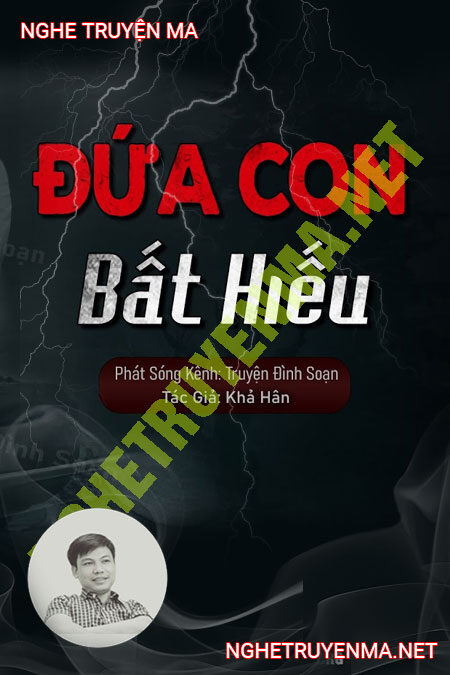 NGHE TRUYỆN MA
ĐỨA CON
Bất Hiếu
Phát Sóng Kênh: Truyện Đình Soạn
Tác Giả: Khả Hân
NGHETRUYENMA.NET
NGHETRUYENMA.NET